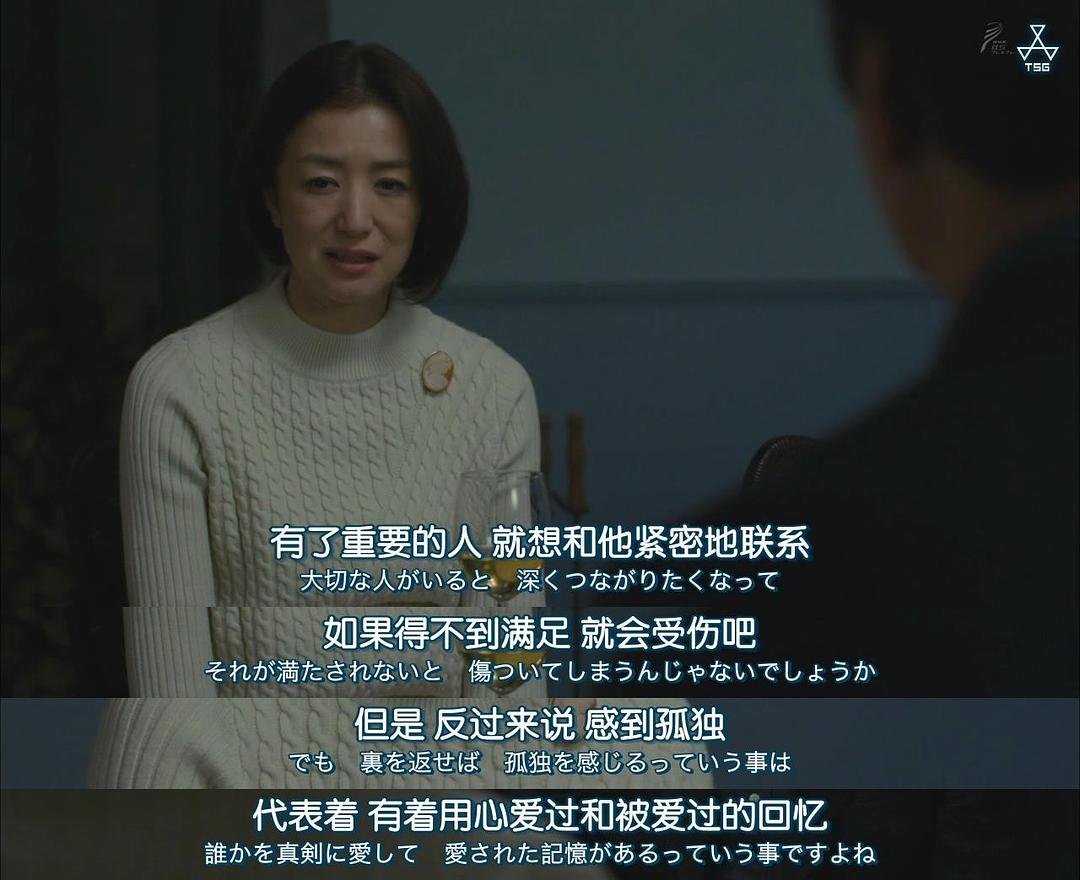 TSG
有了重要的人 就想和他紧密地联系
大切な人がいると 深くつながりたくなって
如果得不到满足 就会受伤吧
それが満たされないと 傷ついてしまうんじゃないでしょうか
但是 反过来说 感到孤独
でも 裏を返せば 孤独を感じるっていう事は
代表着 有着用心爱过和被爱过的回忆
誰かを真剣に愛して 愛された記憶があるっていう事ですよね